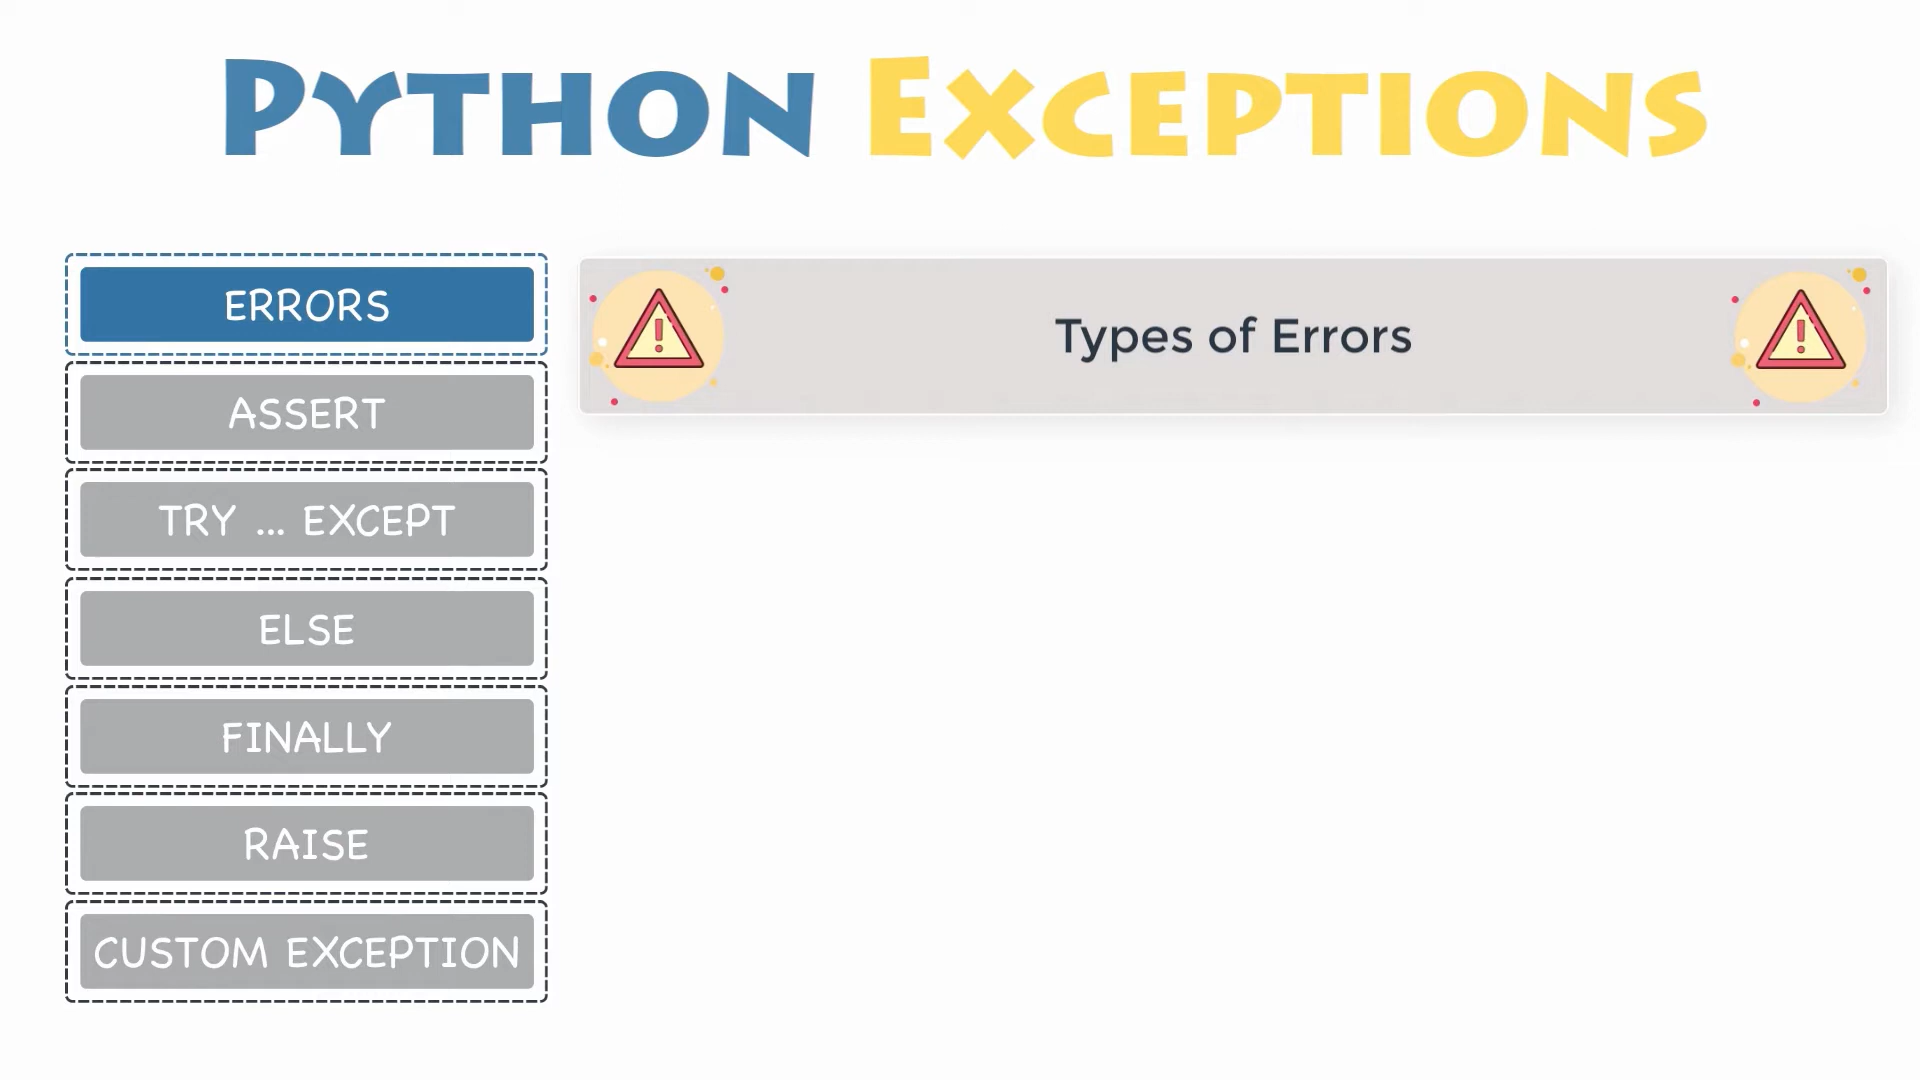 PYTHON EXCEPTIONS
ERRORS
ASSERT
TRY ... EXCEPT
ELSE
FINALLY
RAISE
CUSTOM EXCEPTION
Types of Errors